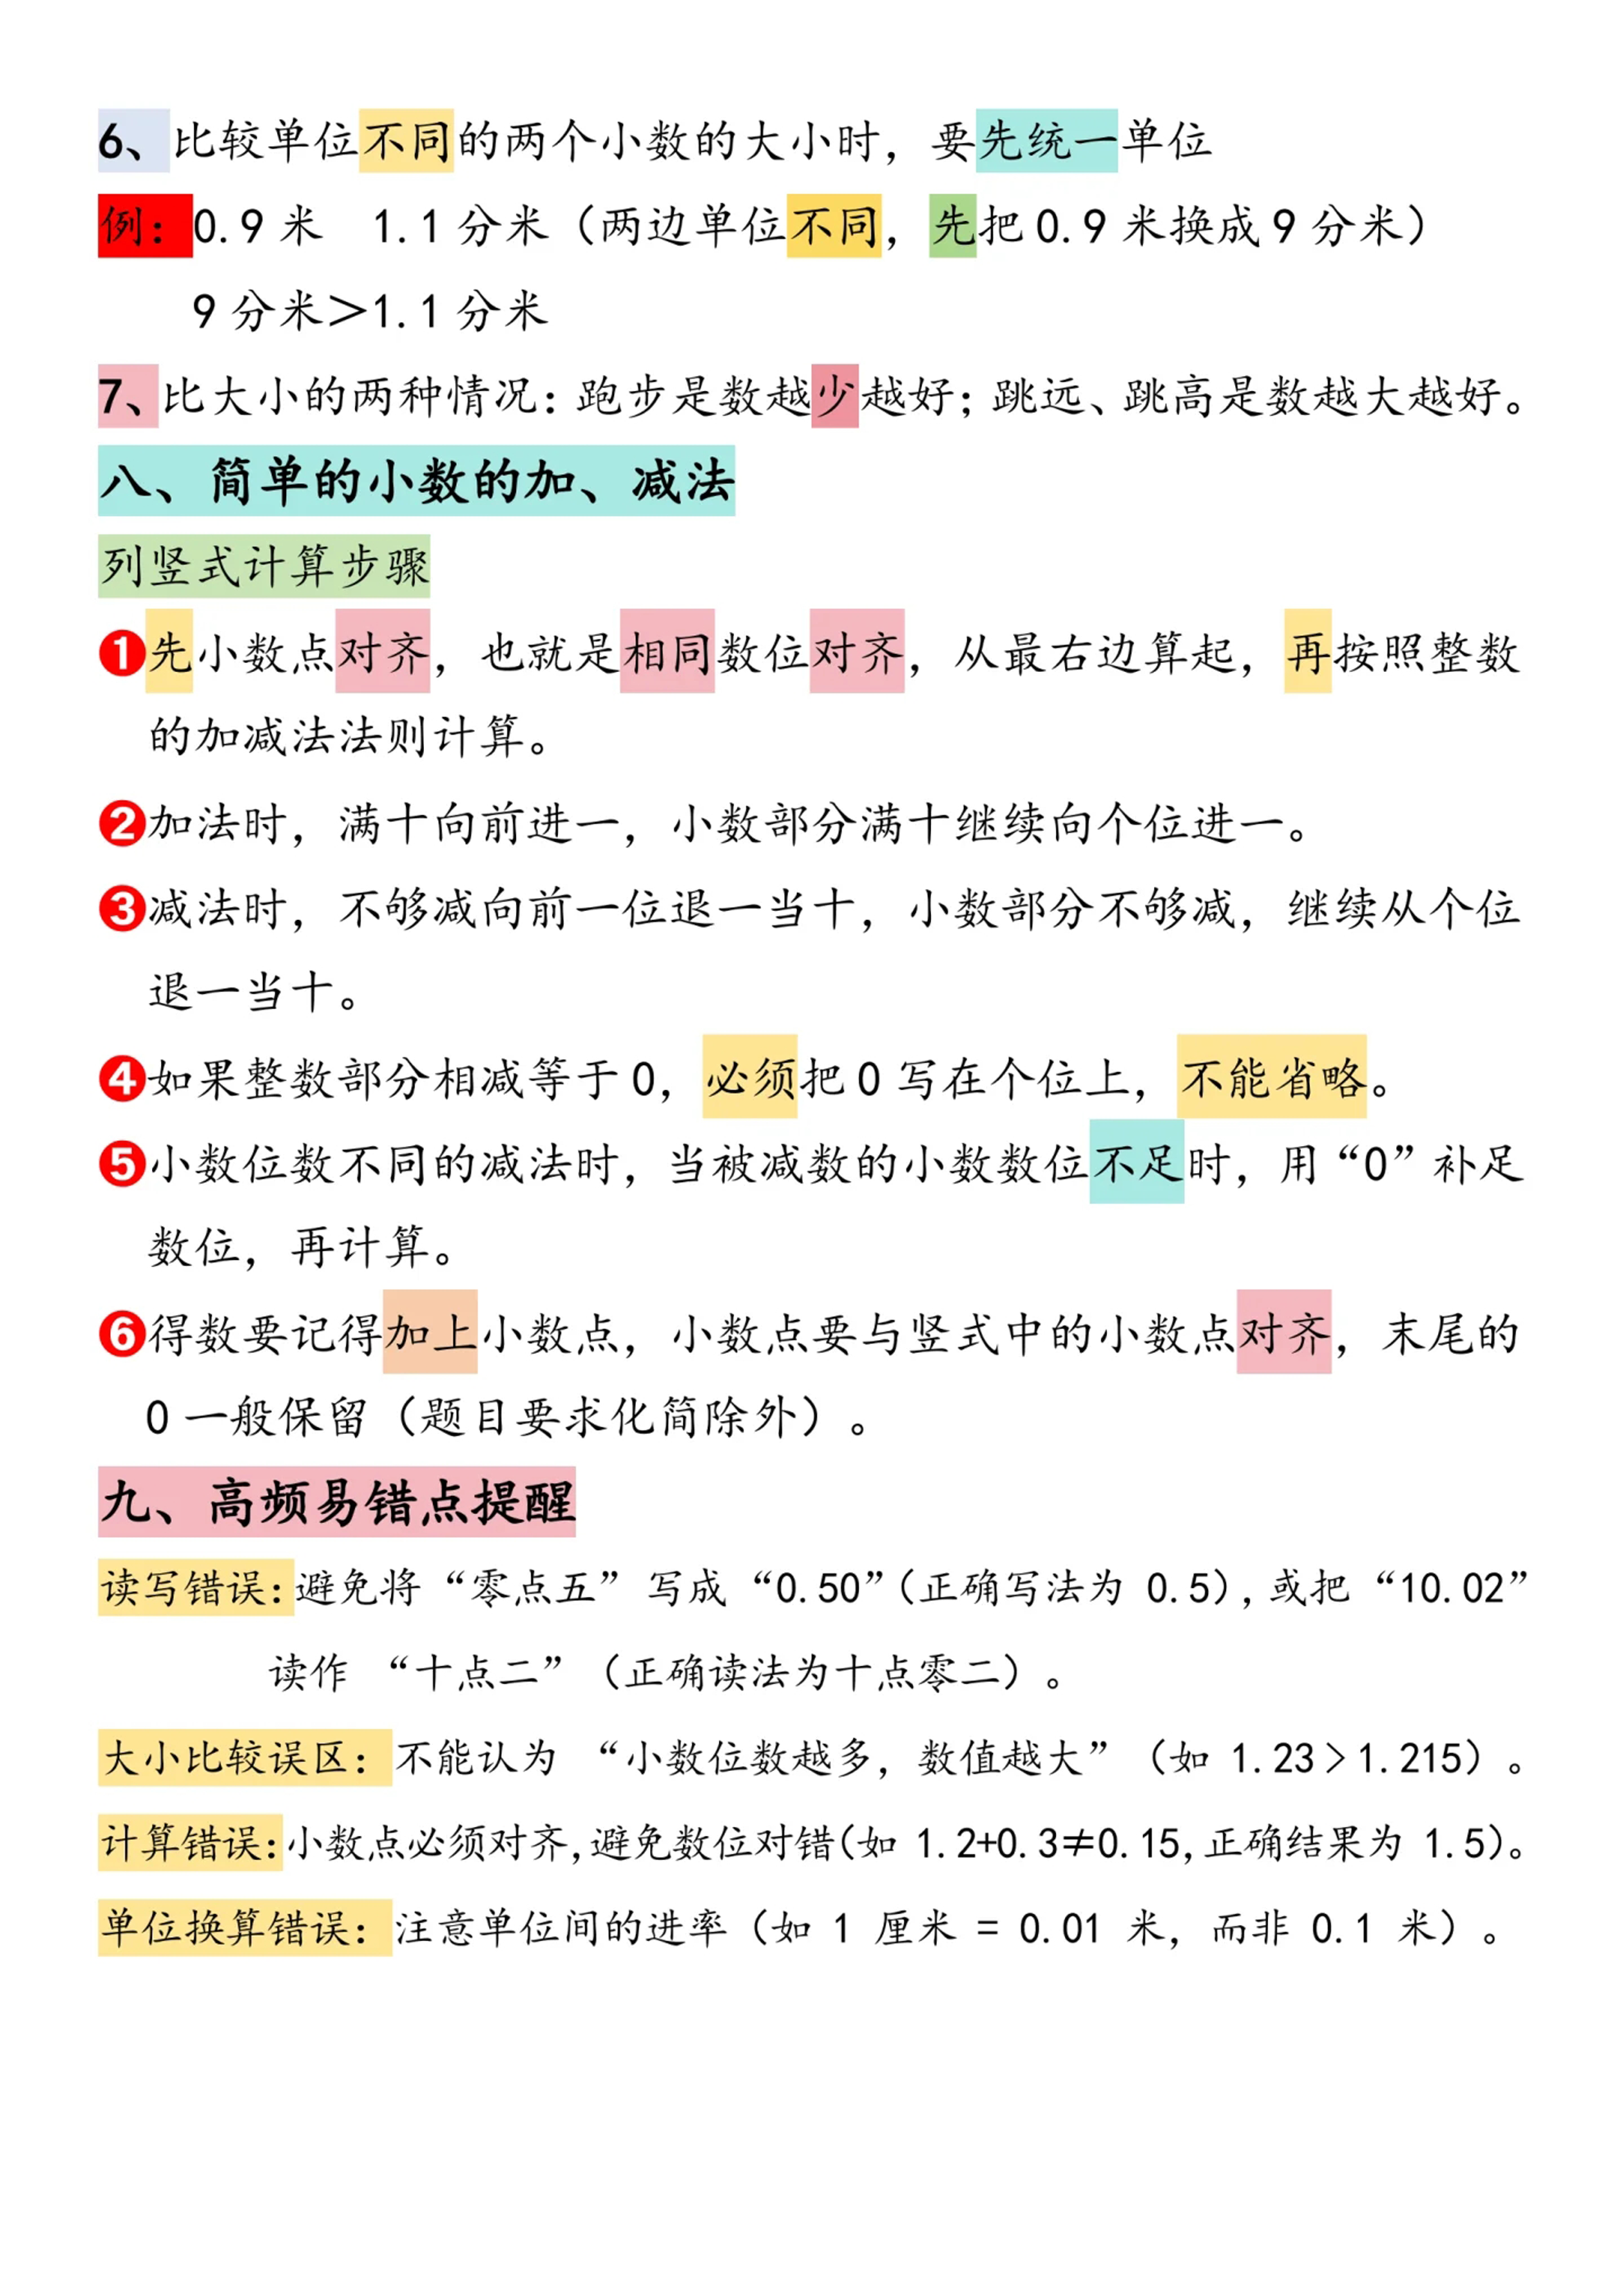 6、比较单位不同的两个小数的大小时，要先统一单位
例：0.9 米　1.1 分米（两边单位不同，先把 0.9 米换成 9 分米）
9 分米＞1.1 分米
7、比大小的两种情况：跑步是数越少越好；跳远、跳高是数越大越好。
八、简单的小数的加、减法
列竖式计算步骤
❶先小数点对齐，也就是相同数位对齐，从最右边算起，再按照整数
的加减法法则计算。
❷加法时，满十向前进一，小数部分满十继续向个位进一。
❸减法时，不够减向前一位退一当十，小数部分不够减，继续从个位
退一当十。
❹如果整数部分相减等于 0，必须把 0 写在个位上，不能省略。
❺小数位数不同的减法时，当被减数的小数数位不足时，用“0”补足
数位，再计算。
❻得数要记得加上小数点，小数点要与竖式中的小数点对齐，末尾的
0 一般保留（题目要求化简除外）。
九、高频易错点提醒
读写错误：避免将“零点五” 写成“0.50”（正确写法为 0.5），或把“10.02”
读作 “十点二”（正确读法为十点零二）。
大小比较误区：不能认为 “小数位数越多，数值越大”（如 1.23＞1.215）。
计算错误：小数点必须对齐，避免数位对错（如 1.2+0.3≠0.15，正确结果为 1.5）。
单位换算错误：注意单位间的进率（如 1 厘米 = 0.01 米，而非 0.1 米）。